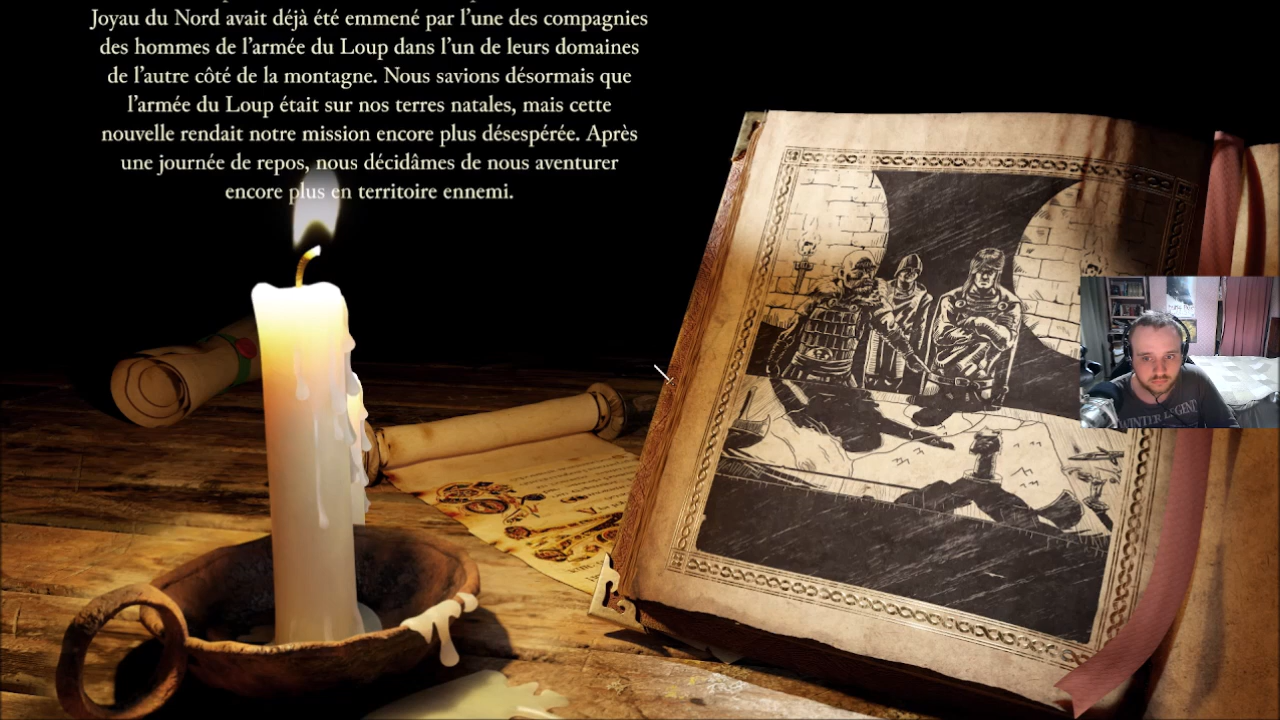 Joyau du Nord avait déjà été emmené par l’une des compagnies
des hommes de l’armée du Loup dans l’un de leurs domaines
de l’autre côté de la montagne. Nous savions désormais que
l’armée du Loup était sur nos terres natales, mais cette
nouvelle rendait notre mission encore plus désespérée. Après
une journée de repos, nous décidâmes de nous aventurer
encore plus en territoire ennemi.
WINTER LEGEND